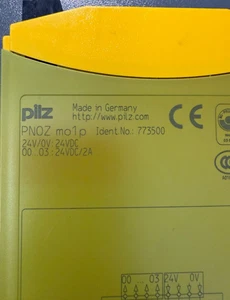 pilz
Made in Germany
http://www.pilz.com
PNOZ mo1p Ident.No.: 773500
24V/0V: 24VDC
O0..O3: 24VDC/2A
CE
O0 O3 24V 0V